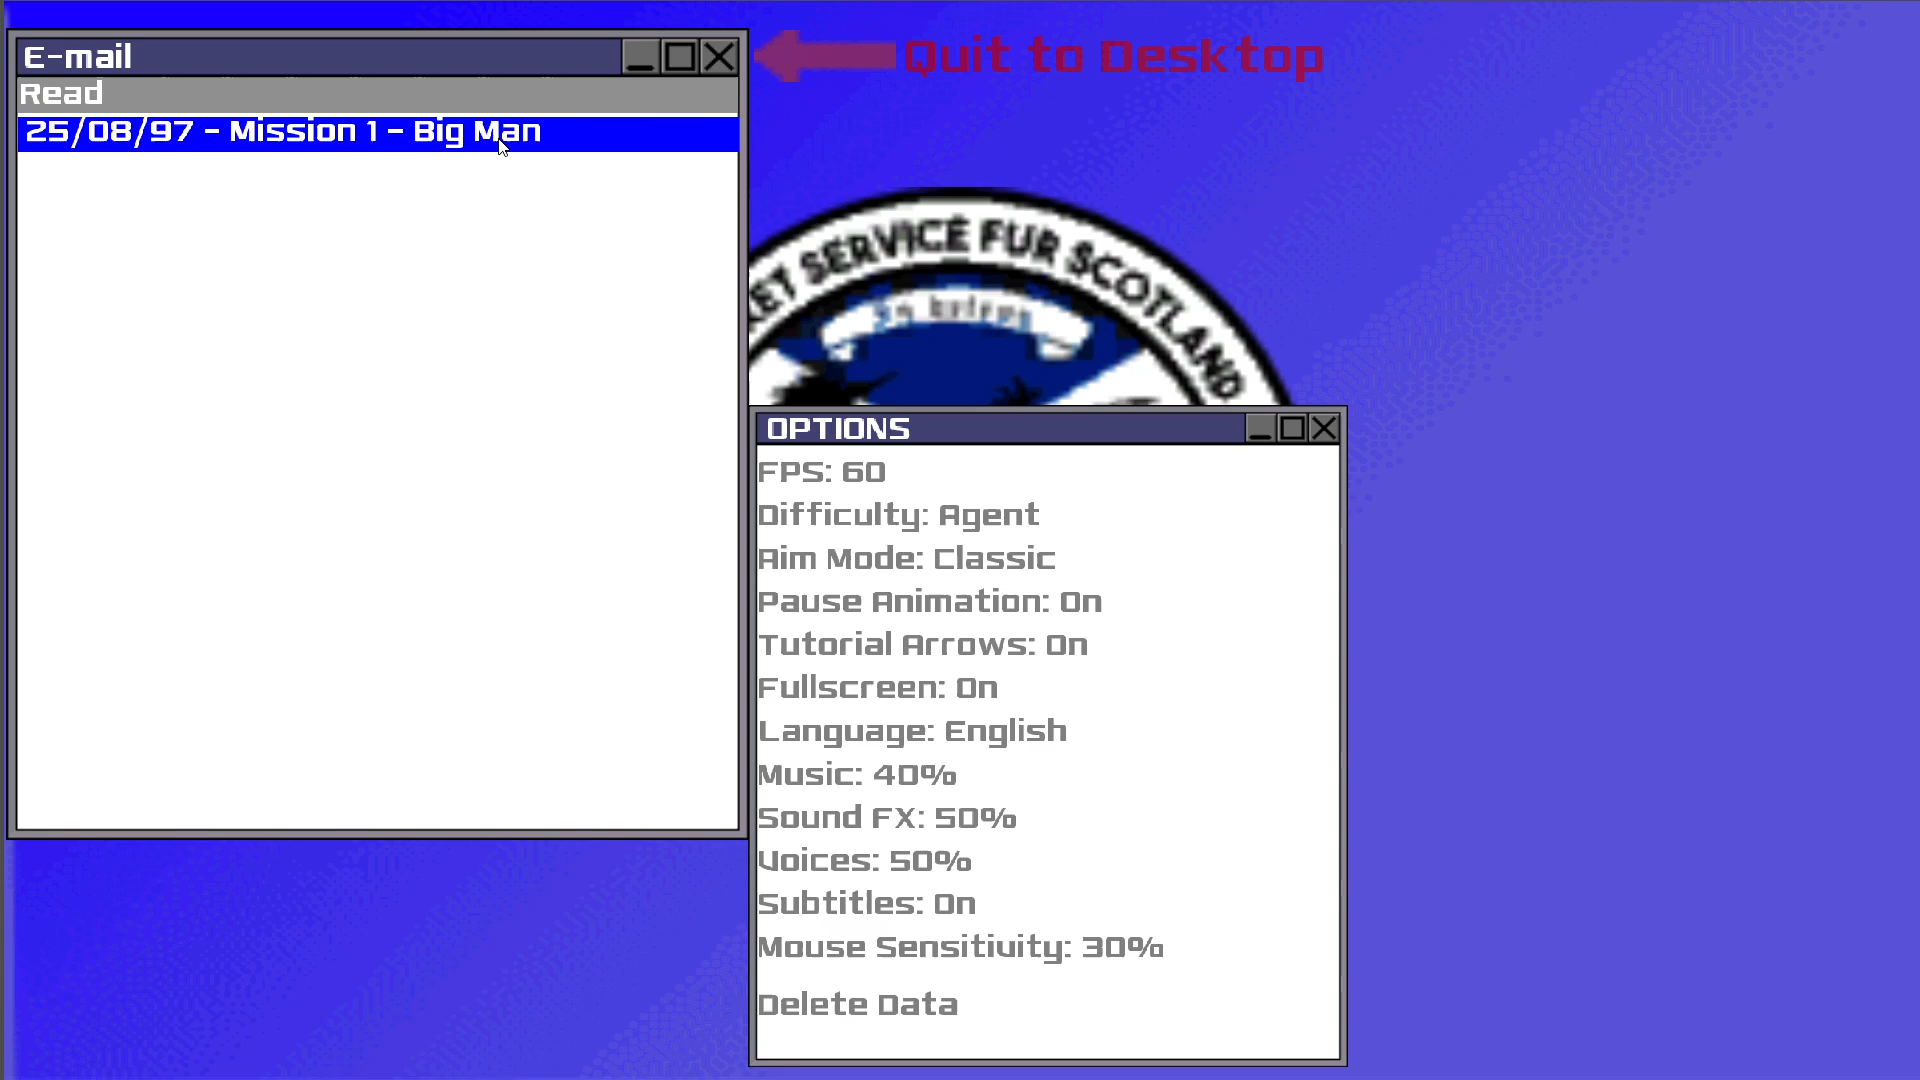 E-mail
Quit to Desktop
Read
25/08/97 - Mission 1 - Big Man
KET SERVICE FUR SCOTLAND
OPTIONS
FPS: 60
Difficulty: Agent
Aim Mode: Classic
Pause Animation: On
Tutorial Arrows: On
Fullscreen: On
Language: English
Music: 40%
Sound FX: 50%
Voices: 50%
Subtitles: On
Mouse Sensitivity: 30%
Delete Data